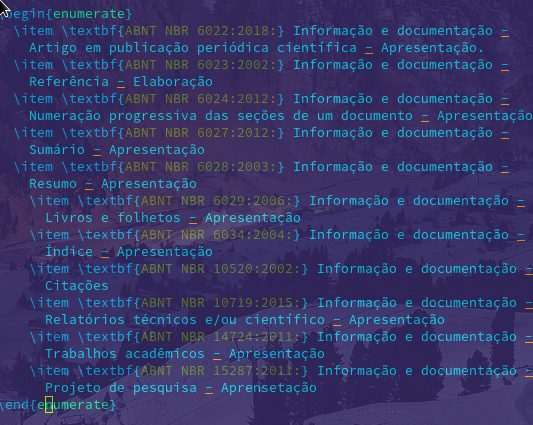 begin{enumerate}
\item \textbf{ABNT NBR 6022:2018:} Informação e documentação –
Artigo em publicação periódica científica – Apresentação.
\item \textbf{ABNT NBR 6023:2002:} Informação e documentação –
Referência – Elaboração
\item \textbf{ABNT NBR 6024:2012:} Informação e documentação –
Numeração progressiva das seções de um documento – Apresentação
\item \textbf{ABNT NBR 6027:2012:} Informação e documentação –
Sumário – Apresentação
\item \textbf{ABNT NBR 6028:2003:} Informação e documentação –
Resumo – Apresentação
\item \textbf{ABNT NBR 6029:2006:} Informação e documentação –
Livros e folhetos – Apresentação
\item \textbf{ABNT NBR 6034:2004:} Informação e documentação –
Índice – Apresentação
\item \textbf{ABNT NBR 10520:2002:} Informação e documentação –
Citações
\item \textbf{ABNT NBR 10719:2015:} Informação e documentação –
Relatórios técnicos e/ou científico – Apresentação
\item \textbf{ABNT NBR 14724:2011:} Informação e documentação –
Trabalhos acadêmicos – Apresentação
\item \textbf{ABNT NBR 15287:2011:} Informação e documentação –
Projeto de pesquisa – Aprensetação
\end{enumerate}